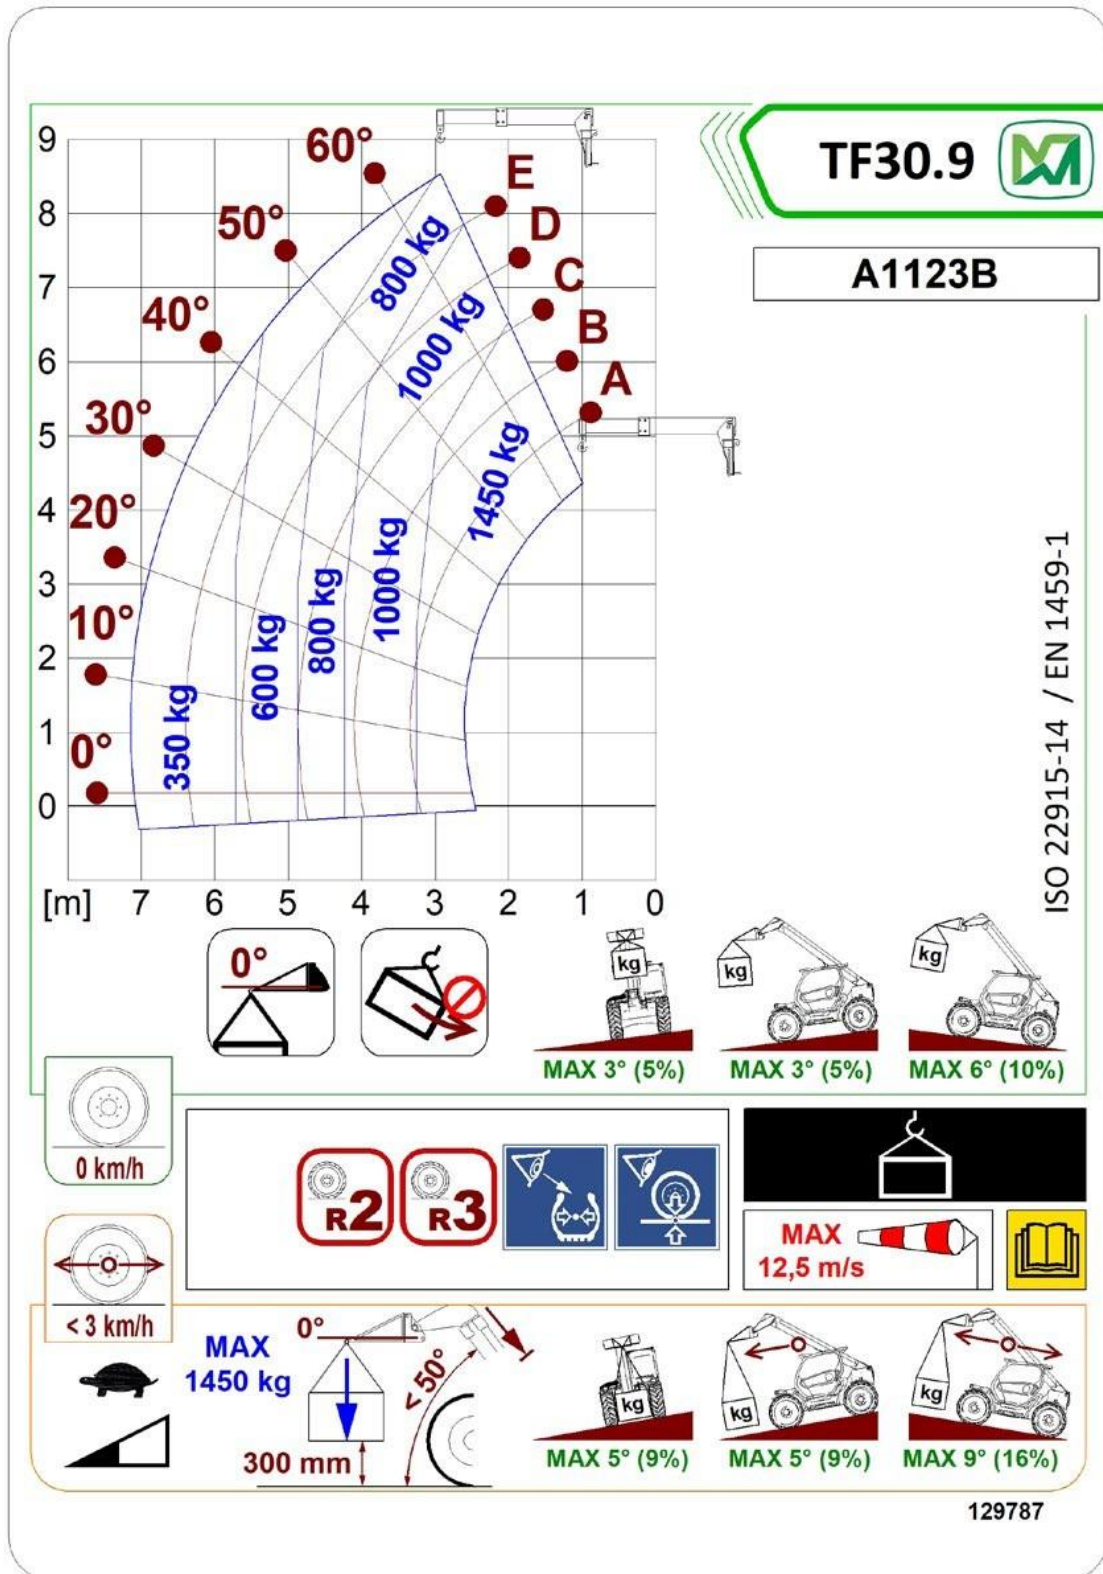 TF30.9
A1123B
9
8
7
6
5
4
3
2
1
0
60°
50°
40°
30°
20°
10°
0°
E
D
C
B
A
800 kg
1000 kg
1450 kg
1000 kg
800 kg
600 kg
350 kg
[m] 7 6 5 4 3 2 1 0
ISO 22915-14 / EN 1459-1
0°
kg
kg
kg
MAX 3° (5%)
MAX 3° (5%)
MAX 6° (10%)
0 km/h
R2
R3
MAX
12,5 m/s
< 3 km/h
MAX
1450 kg
0°
< 50°
300 mm
kg
kg
kg
MAX 5° (9%)
MAX 5° (9%)
MAX 9° (16%)
129787